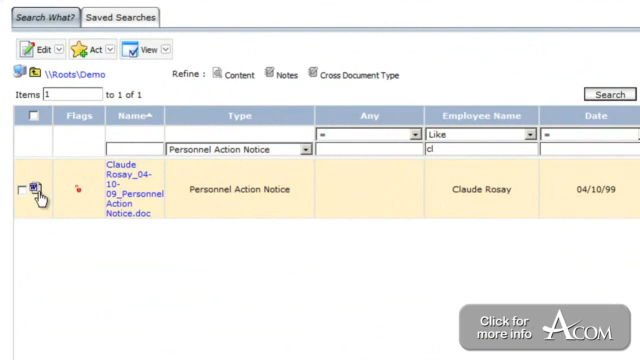 Search What? Saved Searches
Edit Act View
\\Roots\Demo Refine : Content Notes Cross Document Type
Items 1 to 1 of 1 Search
Flags Name Type Any Employee Name Date
= Like =
Personnel Action Notice cl
Claude
Rosay_04-
10-
09_Personnel
Action
Notice.doc
Personnel Action Notice Claude Rosay 04/10/99
Click for
more info ACOM